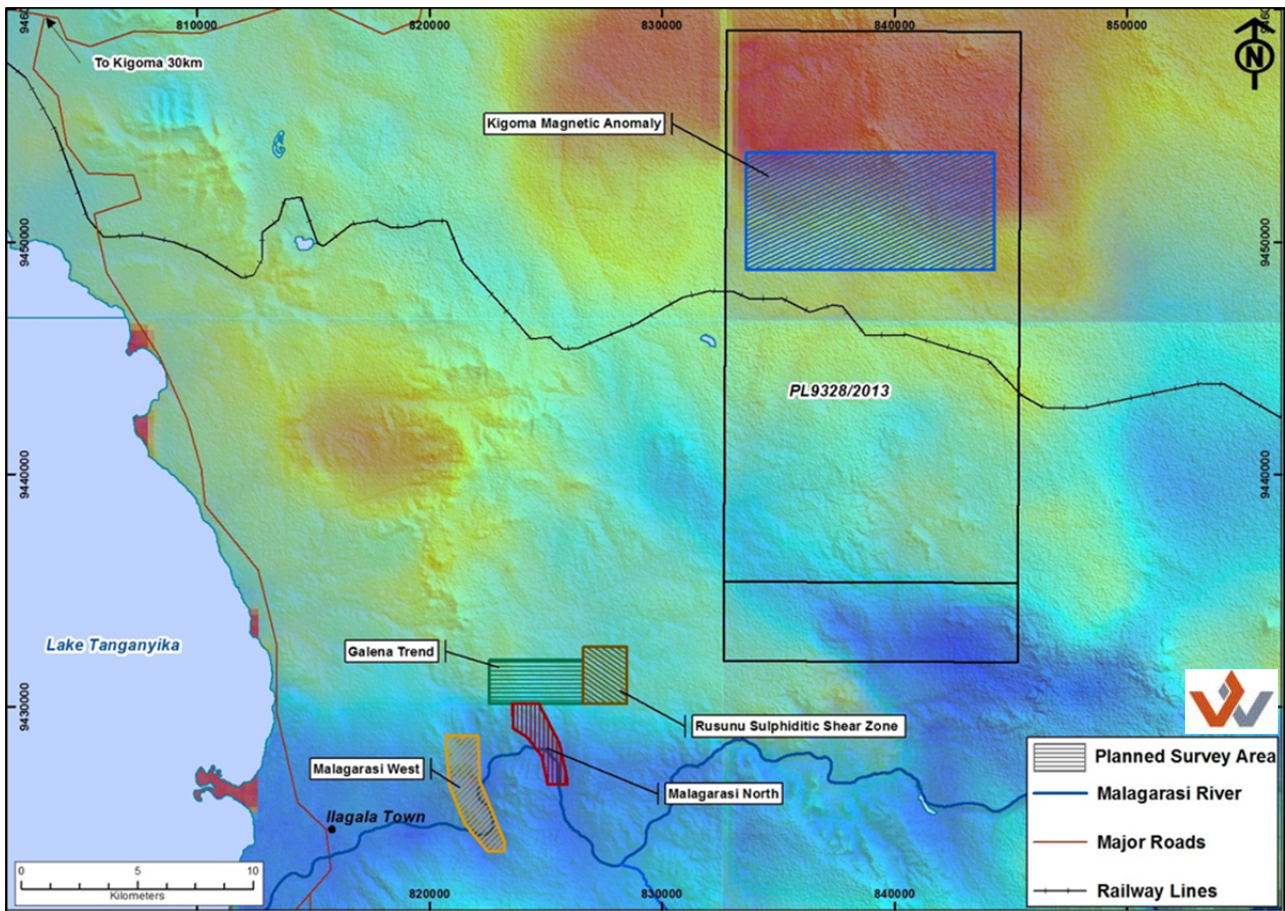 810000
820000
830000
840000
850000
9460
9460
To Kigoma 30km
N
Kigoma Magnetic Anomaly
9450000
9450000
PL9328/2013
9440000
9440000
Lake Tanganyika
Galena Trend
9430000
Rusunu Sulphiditic Shear Zone
Malagarasi West
Malagarasi North
Ilagala Town
Planned Survey Area
Malagarasi River
Major Roads
Railway Lines
0 5 10
Kilometers
820000
830000
840000